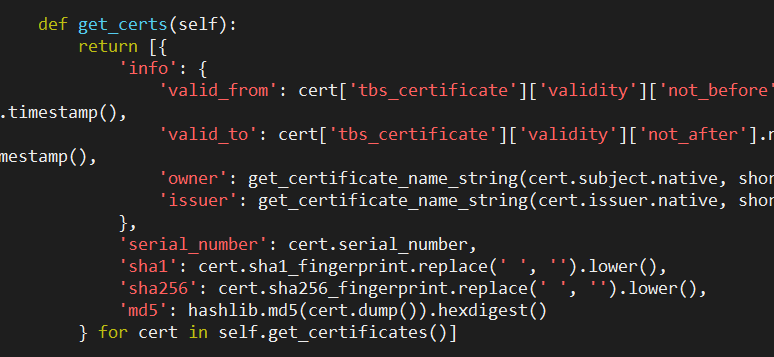 def get_certs(self):
return [{
'info': {
'valid_from': cert['tbs_certificate']['validity']['not_before'
.timestamp(),
'valid_to': cert['tbs_certificate']['validity']['not_after'].
mestamp(),
'owner': get_certificate_name_string(cert.subject.native,
'issuer': get_certificate_name_string(cert.issuer.native,
},
'serial_number': cert.serial_number,
'sha1': cert.sha1_fingerprint.replace(' ', '').lower(),
'sha256': cert.sha256_fingerprint.replace(' ', '').lower(),
'md5': hashlib.md5(cert.dump()).hexdigest()
} for cert in self.get_certificates()]